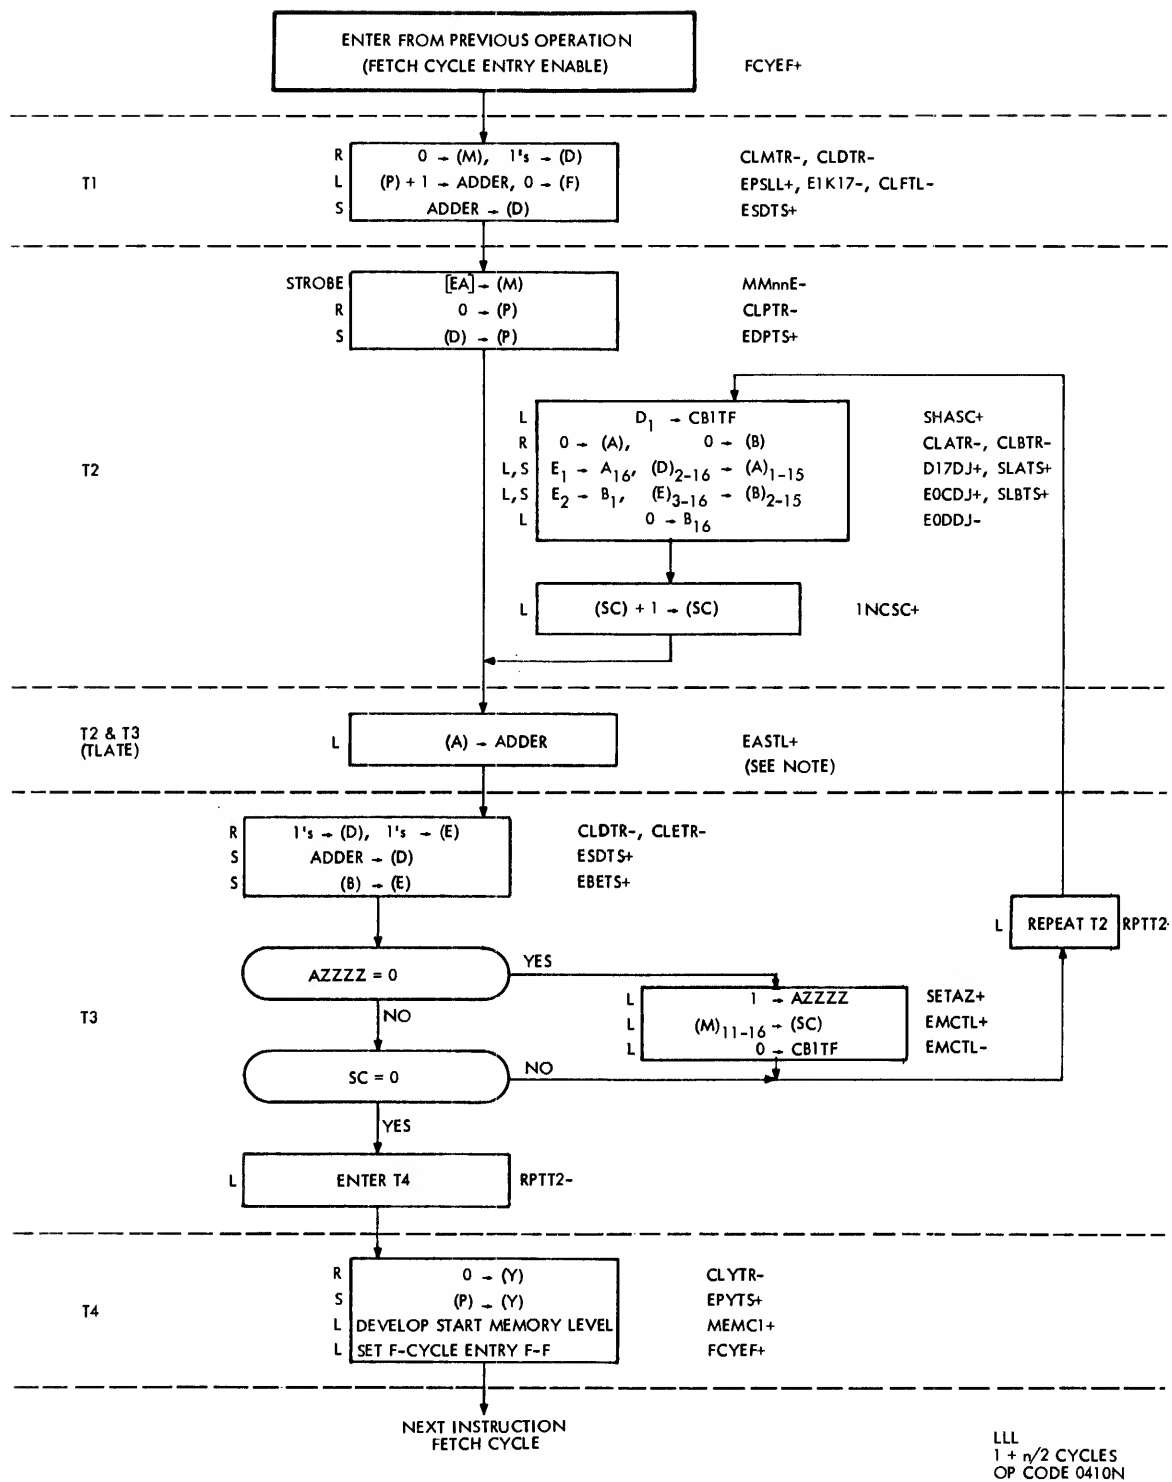 ENTER FROM PREVIOUS OPERATION
(FETCH CYCLE ENTRY ENABLE)
FCYEF+
T1
R 0 → (M), 1's → (D) CLMTR-, CLDTR-
L (P) + 1 → ADDER, 0 → (F) EPSLL+, E1K17-, CLFTL-
S ADDER → (D) ESDTS+
T2
STROBE [EA] → (M) MMnnE-
R 0 → (P) CLPTR-
S (D) → (P) EDPTS+
L D1 → CB1TF SHASC+
R 0 → (A), 0 → (B) CLATR-, CLBTR-
L,S E1 → A16, (D)2-16 → (A)1-15 D17DJ+, SLATS+
L,S E2 → B1, (E)3-16 → (B)2-15 E0CDJ+, SLBTS+
L 0 → B16 E0DDJ-
L (SC) + 1 → (SC) 1NCSC+
T2 & T3
(TLATE)
L (A) → ADDER EASTL+
(SEE NOTE)
T3
R 1's → (D), 1's → (E) CLDTR-, CLETR-
S ADDER → (D) ESDTS+
S (B) → (E) EBETS+
L REPEAT T2 RPTT2-
AZZZZ = 0
YES
NO
L 1 → AZZZZ SETAZ+
L (M)11-16 → (SC) EMCTL+
L 0 → CB1TF EMCTL-
SC = 0
NO
YES
L ENTER T4 RPTT2-
T4
R 0 → (Y) CLYTR-
S (P) → (Y) EPYTS+
L DEVELOP START MEMORY LEVEL MEMC1+
L SET F-CYCLE ENTRY F-F FCYEF+
NEXT INSTRUCTION
FETCH CYCLE
LLL
1 + n/2 CYCLES
OP CODE 0410N